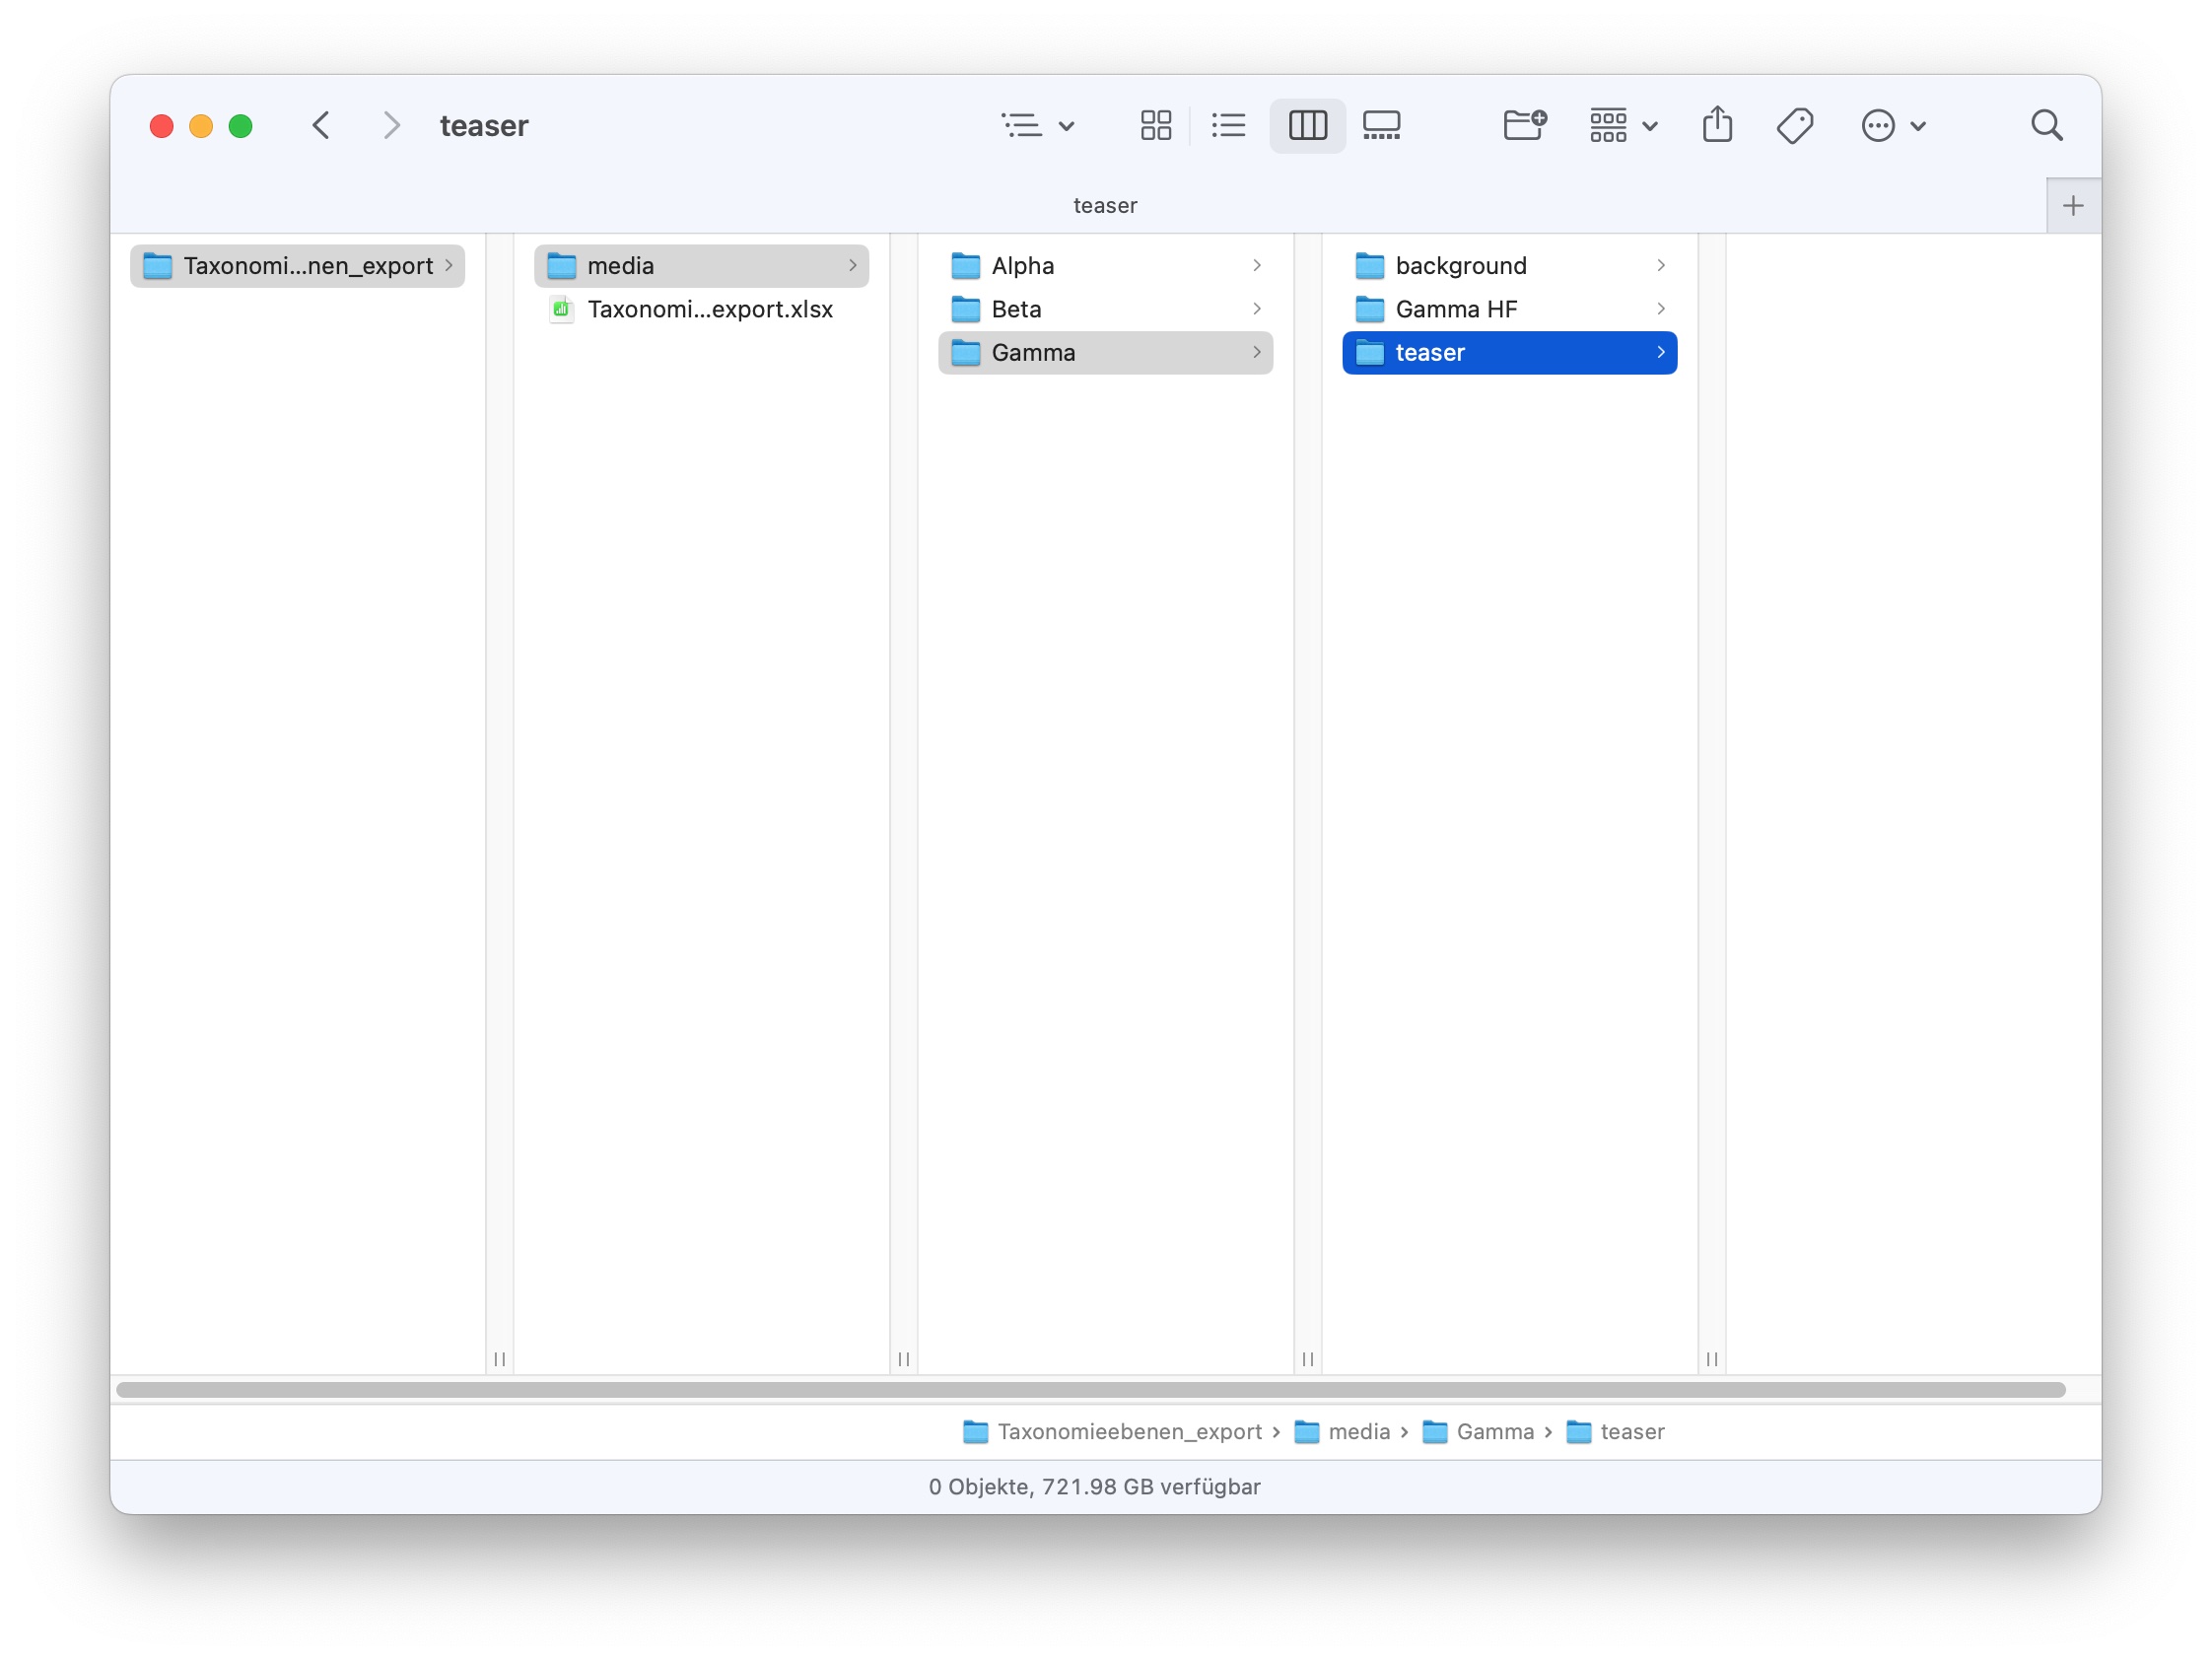 teaser
teaser
Taxonomi...nen_export
media
Taxonomi...export.xlsx
Alpha
Beta
Gamma
background
Gamma HF
teaser
Taxonomieebenen_export › media › Gamma › teaser
0 Objekte, 721.98 GB verfügbar